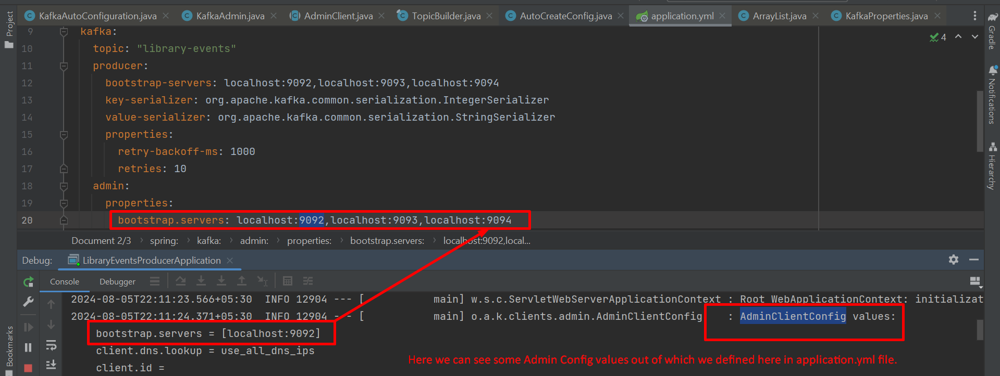 Project
KafkaAutoConfiguration.java
KafkaAdmin.java
AdminClient.java
TopicBuilder.java
AutoCreateConfig.java
application.yml
ArrayList.java
KafkaProperties.java
Gradle
Notifications
Hierarchy
4
9 kafka:
10 topic: "library-events"
11 producer:
12 bootstrap-servers: localhost:9092,localhost:9093,localhost:9094
13 key-serializer: org.apache.kafka.common.serialization.IntegerSerializer
14 value-serializer: org.apache.kafka.common.serialization.StringSerializer
15 properties:
16 retry-backoff-ms: 1000
17 retries: 10
18 admin:
19 properties:
20 bootstrap.servers: localhost:9092,localhost:9093,localhost:9094
Document 2/3 › spring: › kafka: › admin: › properties: › bootstrap.servers: › localhost:9092,local...
Debug: LibraryEventsProducerApplication
Console Debugger
2024-08-05T22:11:23.566+05:30 INFO 12904 --- [ main] w.s.c.ServletWebServerApplicationContext : Root WebApplicationContext: initializat
2024-08-05T22:11:24.371+05:30 INFO 12904 --- [ main] o.a.k.clients.admin.AdminClientConfig : AdminClientConfig values:
bootstrap.servers = [localhost:9092]
client.dns.lookup = use_all_dns_ips
client.id =
Here we can see some Admin Config values out of which we defined here in application.yml file.
Bookmarks